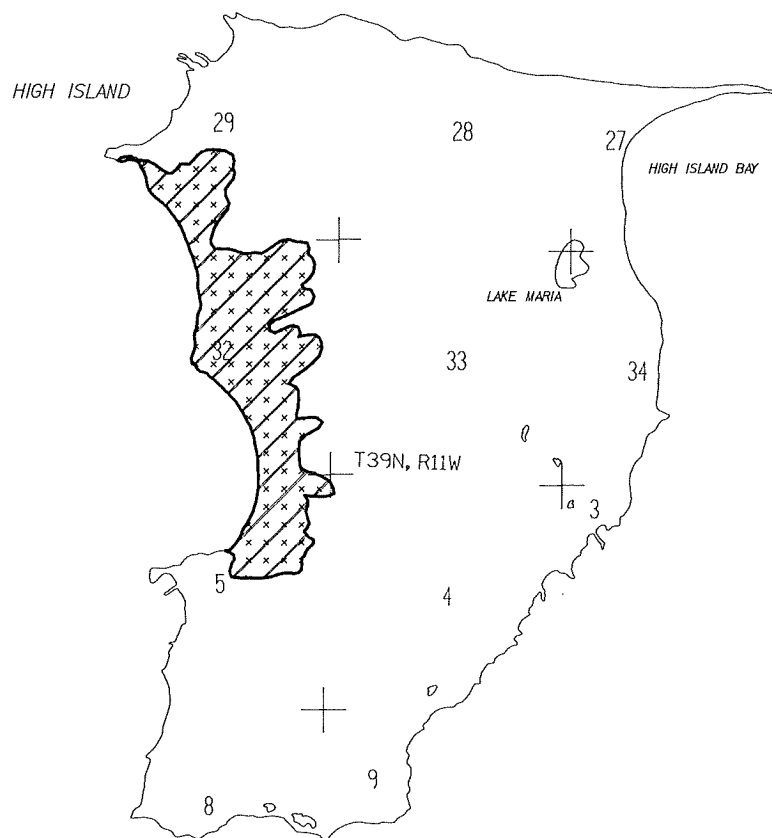 HIGH ISLAND
29
28
27
HIGH ISLAND BAY
LAKE MARIA
32
33
34
T39N, R11W
3
5
4
9
8